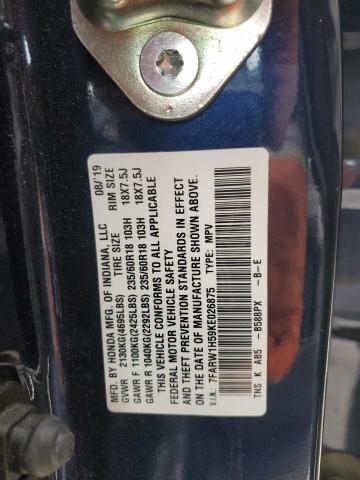 MFD. BY HONDA MFG. OF INDIANA, LLC 08/'19
GVWR 2130KG(4695LBS) TIRE SIZE RIM SIZE
GAWR F 1100KG(2425LBS) 235/60R18 103H 18X7.5J
GAWR R 1040KG(2292LBS) 235/60R18 103H 18X7.5J
THIS VEHICLE CONFORMS TO ALL APPLICABLE
FEDERAL MOTOR VEHICLE SAFETY
AND THEFT PREVENTION STANDARDS IN EFFECT
ON THE DATE OF MANUFACTURE SHOWN ABOVE.
V.I.N.: 7FARW1H59KE026875 TYPE: MPV
TNS K AB5 -B588PX -B-E